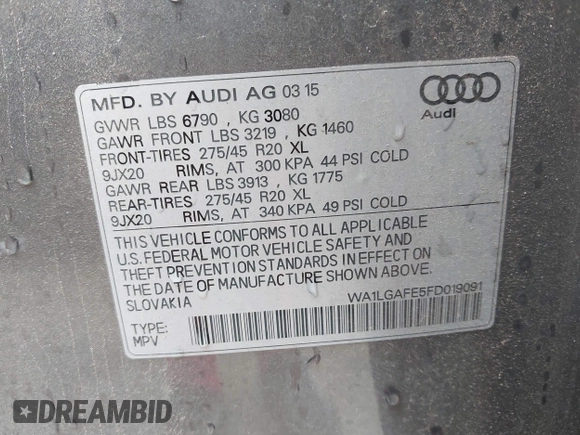 MFD. BY AUDI AG 03 15
Audi
GVWR LBS 6790 , KG 3080
GAWR FRONT LBS 3219 , KG 1460
FRONT-TIRES 275/45 R20 XL
9JX20 RIMS, AT 300 KPA 44 PSI COLD
GAWR REAR LBS 3913 , KG 1775
REAR-TIRES 275/45 R20 XL
9JX20 RIMS, AT 340 KPA 49 PSI COLD
THIS VEHICLE CONFORMS TO ALL APPLICABLE
U.S. FEDERAL MOTOR VEHICLE SAFETY AND
THEFT PREVENTION STANDARDS IN EFFECT ON
THE DATE OF MANUFACTURE SHOWN ABOVE.
SLOVAKIA WA1LGAFE5FD019091
TYPE:
MPV
DREAMBID